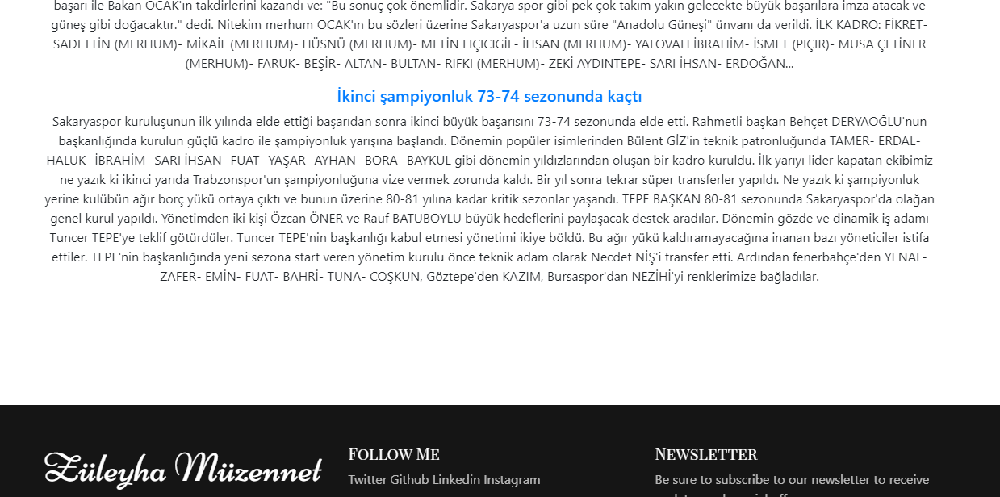 başarı ile Bakan OCAK'ın takdirlerini kazandı ve: "Bu sonuç çok önemlidir. Sakarya spor gibi pek çok takım yakın gelecekte büyük başarılara imza atacak ve
güneş gibi doğacaktır." dedi. Nitekim merhum OCAK'ın bu sözleri üzerine Sakaryaspor'a uzun süre "Anadolu Güneşi" ünvanı da verildi. İLK KADRO: FİKRET-
SADETTİN (MERHUM)- MİKAİL (MERHUM)- HÜSNÜ (MERHUM)- METİN FIÇICIGİL- İHSAN (MERHUM)- YALOVALI İBRAHİM- İSMET (PIÇIR)- MUSA ÇETİNER
(MERHUM)- FARUK- BEŞİR- ALTAN- BULTAN- RIFKI (MERHUM)- ZEKİ AYDINTEPE- SARI İHSAN- ERDOĞAN...
İkinci şampiyonluk 73-74 sezonunda kaçtı
Sakaryaspor kuruluşunun ilk yılında elde ettiği başarıdan sonra ikinci büyük başarısını 73-74 sezonunda elde etti. Rahmetli başkan Behçet DERYAOĞLU'nun
başkanlığında kurulun güçlü kadro ile şampiyonluk yarışına başlandı. Dönemin popüler isimlerinden Bülent GİZ'in teknik patronluğunda TAMER- ERDAL-
HALUK- İBRAHİM- SARI İHSAN- FUAT- YAŞAR- AYHAN- BORA- BAYKUL gibi dönemin yıldızlarından oluşan bir kadro kuruldu. İlk yarıyı lider kapatan ekibimiz
ne yazık ki ikinci yarıda Trabzonspor'un şampiyonluğuna vize vermek zorunda kaldı. Bir yıl sonra tekrar süper transferler yapıldı. Ne yazık ki şampiyonluk
yerine kulübün ağır borç yükü ortaya çıktı ve bunun üzerine 80-81 yılına kadar kritik sezonlar yaşandı. TEPE BAŞKAN 80-81 sezonunda Sakaryaspor'da olağan
genel kurul yapıldı. Yönetimden iki kişi Özcan ÖNER ve Rauf BATUBOYLU büyük hedeflerini paylaşacak destek aradılar. Dönemin gözde ve dinamik iş adamı
Tuncer TEPE'ye teklif götürdüler. Tuncer TEPE'nin başkanlığı kabul etmesi yönetimi ikiye böldü. Bu ağır yükü kaldıramayacağına inanan bazı yöneticiler istifa
ettiler. TEPE'nin başkanlığında yeni sezona start veren yönetim kurulu önce teknik adam olarak Necdet NİŞ'i transfer etti. Ardından fenerbahçe'den YENAL-
ZAFER- EMİN- FUAT- BAHRİ- TUNA- COŞKUN, Göztepe'den KAZIM, Bursaspor'dan NEZİHİ'yi renklerimize bağladılar.
Züleyha Müzennet
Follow Me
Twitter Github Linkedin Instagram
Newsletter
Be sure to subscribe to our newsletter to receive